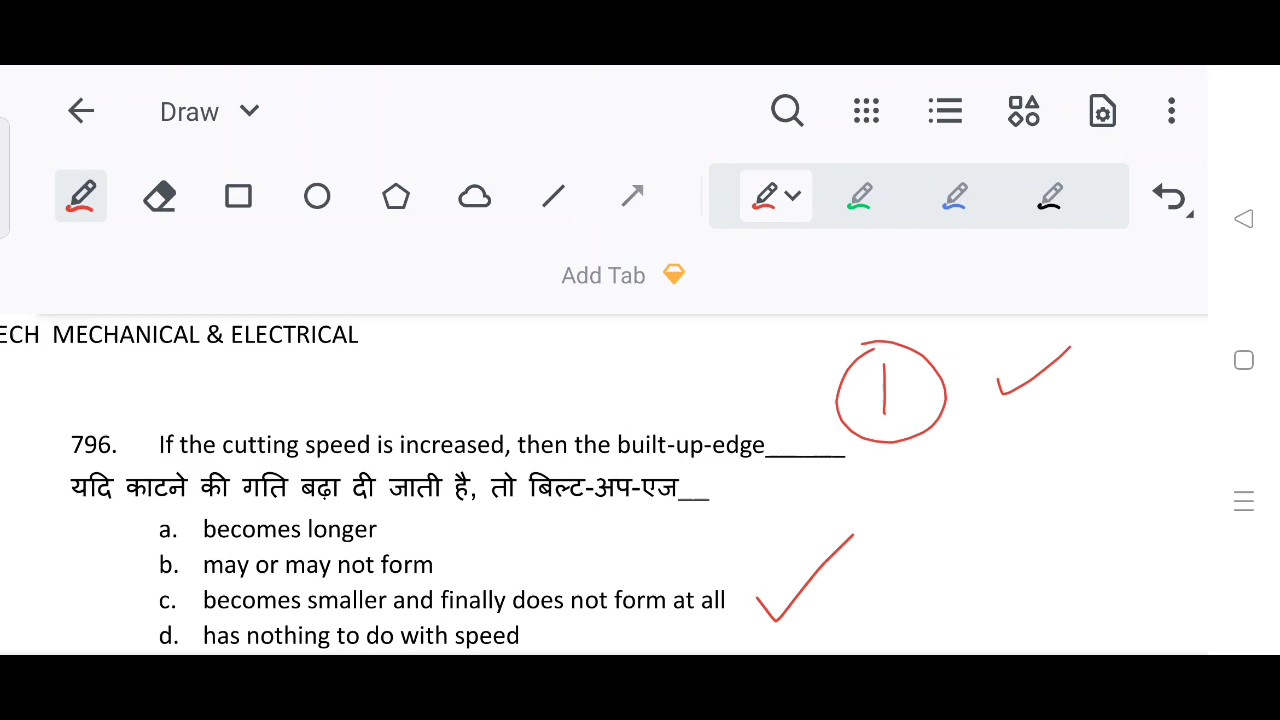 Draw
Add Tab
ECH MECHANICAL & ELECTRICAL
1
796. If the cutting speed is increased, then the built-up-edge______
यदि काटने की गति बढ़ा दी जाती है, तो बिल्ट-अप-एज__
a. becomes longer
b. may or may not form
c. becomes smaller and finally does not form at all
d. has nothing to do with speed